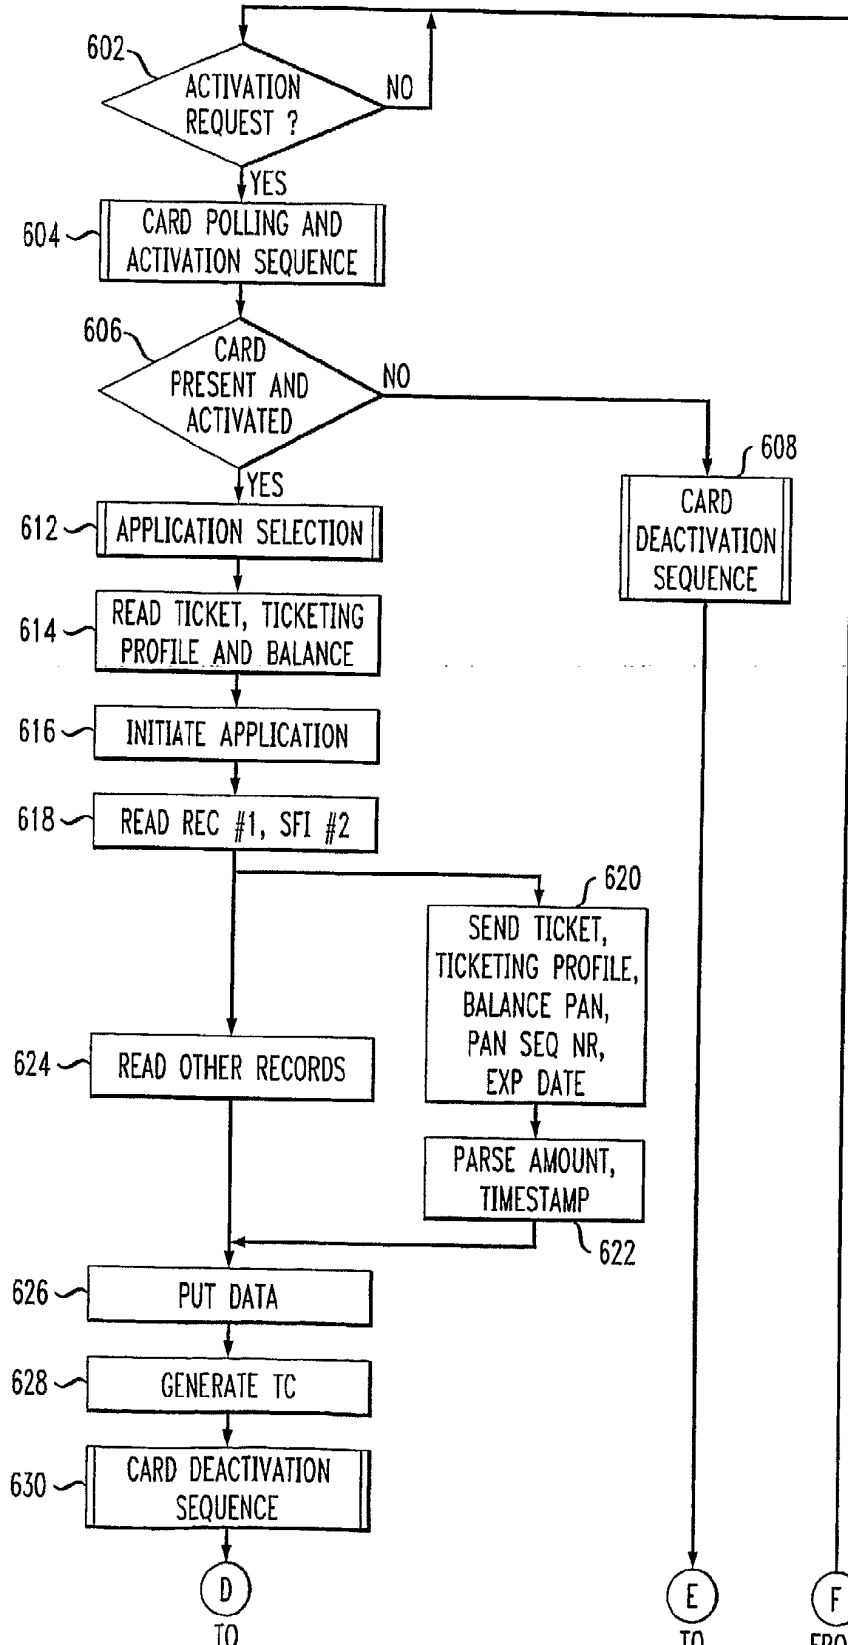 602
ACTIVATION
REQUEST ?
NO
YES
604
CARD POLLING AND
ACTIVATION SEQUENCE
606
CARD
PRESENT AND
ACTIVATED
NO
YES
608
CARD
DEACTIVATION
SEQUENCE
612
APPLICATION SELECTION
614
READ TICKET, TICKETING
PROFILE AND BALANCE
616
INITIATE APPLICATION
618
READ REC #1, SFI #2
620
SEND TICKET,
TICKETING PROFILE,
BALANCE PAN,
PAN SEQ NR,
EXP DATE
624
READ OTHER RECORDS
PARSE AMOUNT,
TIMESTAMP
622
626
PUT DATA
628
GENERATE TC
630
CARD DEACTIVATION
SEQUENCE
D
TO
E
TO
F